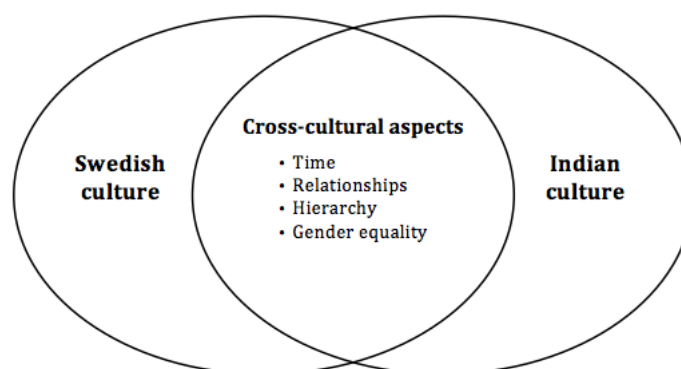 Cross-cultural aspects
Swedish
culture
• Time
• Relationships
• Hierarchy
• Gender equality
Indian
culture